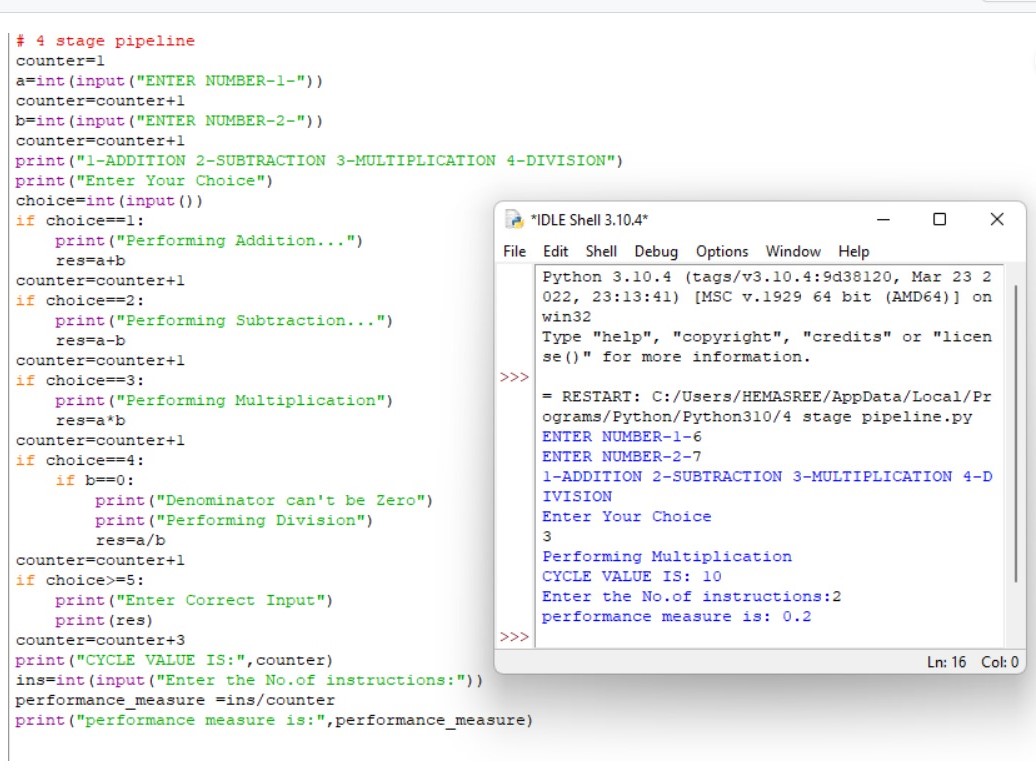 # 4 stage pipeline
counter=1
a=int(input("ENTER NUMBER-1-"))
counter=counter+1
b=int(input("ENTER NUMBER-2-"))
counter=counter+1
print("1-ADDITION 2-SUBTRACTION 3-MULTIPLICATION 4-DIVISION")
print("Enter Your Choice")
choice=int(input())
if choice==1:
    print("Performing Addition...")
    res=a+b
counter=counter+1
if choice==2:
    print("Performing Subtraction...")
    res=a-b
counter=counter+1
if choice==3:
    print("Performing Multiplication")
    res=a*b
counter=counter+1
if choice==4:
    if b==0:
        print("Denominator can't be Zero")
        print("Performing Division")
        res=a/b
counter=counter+1
if choice>=5:
    print("Enter Correct Input")
    print(res)
counter=counter+3
print("CYCLE VALUE IS:",counter)
ins=int(input("Enter the No.of instructions:"))
performance_measure =ins/counter
print("performance measure is:",performance_measure)
*IDLE Shell 3.10.4*
File Edit Shell Debug Options Window Help
Python 3.10.4 (tags/v3.10.4:9d38120, Mar 23 2
022, 23:13:41) [MSC v.1929 64 bit (AMD64)] on
win32
Type "help", "copyright", "credits" or "licen
se()" for more information.
>>>
= RESTART: C:/Users/HEMASREE/AppData/Local/Pr
ograms/Python/Python310/4 stage pipeline.py
ENTER NUMBER-1-6
ENTER NUMBER-2-7
1-ADDITION 2-SUBTRACTION 3-MULTIPLICATION 4-D
IVISION
Enter Your Choice
3
Performing Multiplication
CYCLE VALUE IS: 10
Enter the No.of instructions:2
performance measure is: 0.2
>>>
Ln: 16 Col: 0